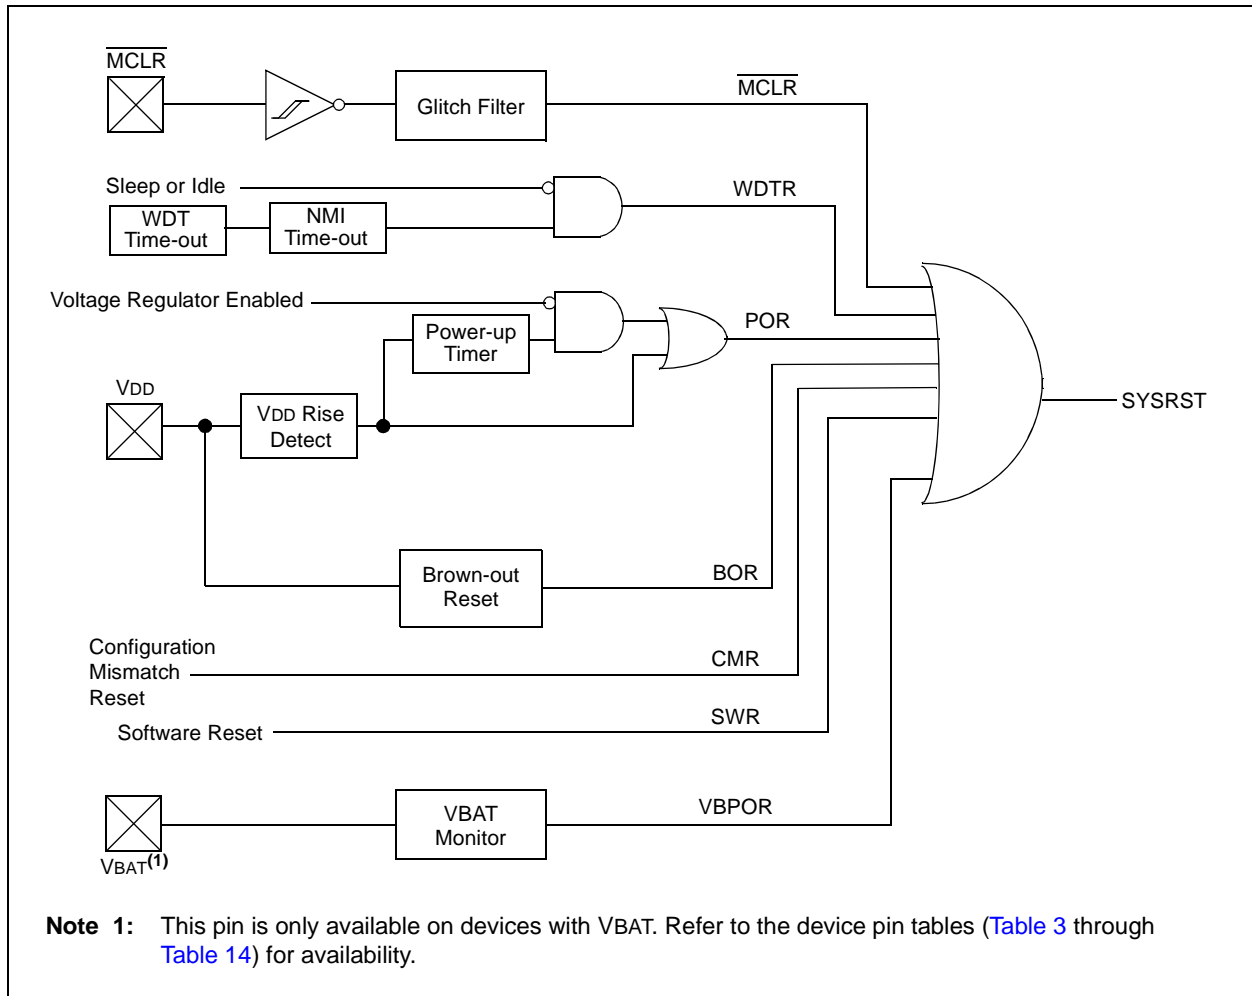 MCLR
Glitch Filter
MCLR
Sleep or Idle
WDTR
WDT
Time-out
NMI
Time-out
Voltage Regulator Enabled
Power-up
Timer
POR
VDD
VDD Rise
Detect
SYSRST
Brown-out
Reset
BOR
Configuration
Mismatch
Reset
CMR
Software Reset
SWR
VBAT
Monitor
VBPOR
VBAT(1)
Note 1: This pin is only available on devices with VBAT. Refer to the device pin tables (Table 3 through
Table 14) for availability.